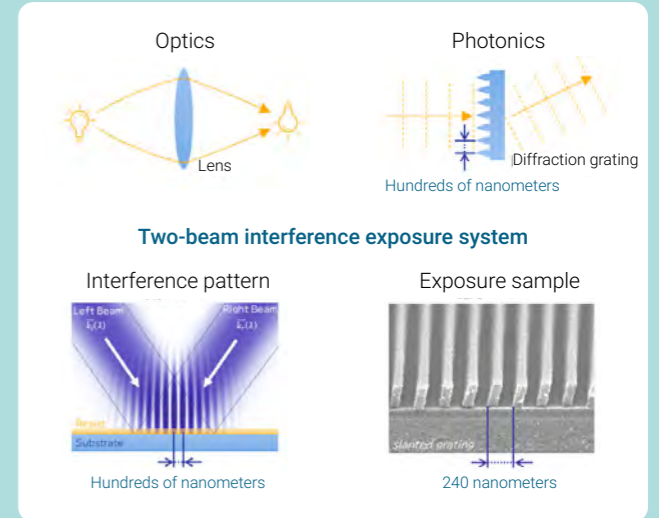 Optics
Photonics
Lens
Diffraction grating
Hundreds of nanometers
Two-beam interference exposure system
Interference pattern
Exposure sample
Left Beam
Right Beam
Resist
Substrate
slanted grating
Hundreds of nanometers
240 nanometers